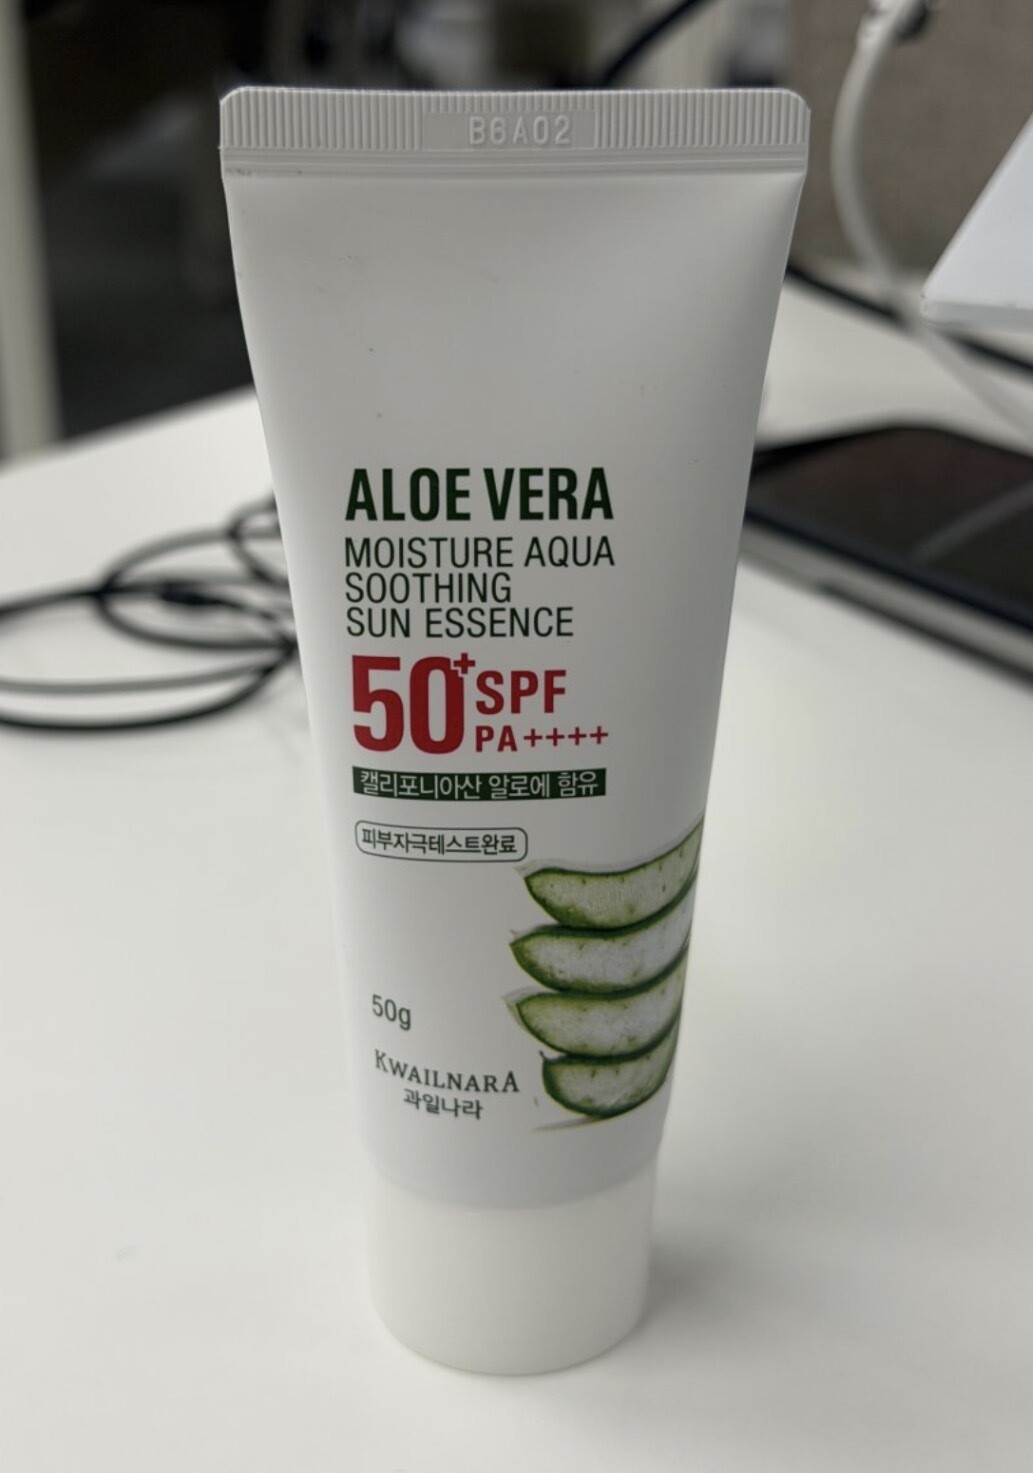 B6A02
ALOE VERA
MOISTURE AQUA
SOOTHING
SUN ESSENCE
50+ SPF
PA++++
캘리포니아산 알로에 함유
피부자극테스트완료
50g
KWAILNARA
과일나라